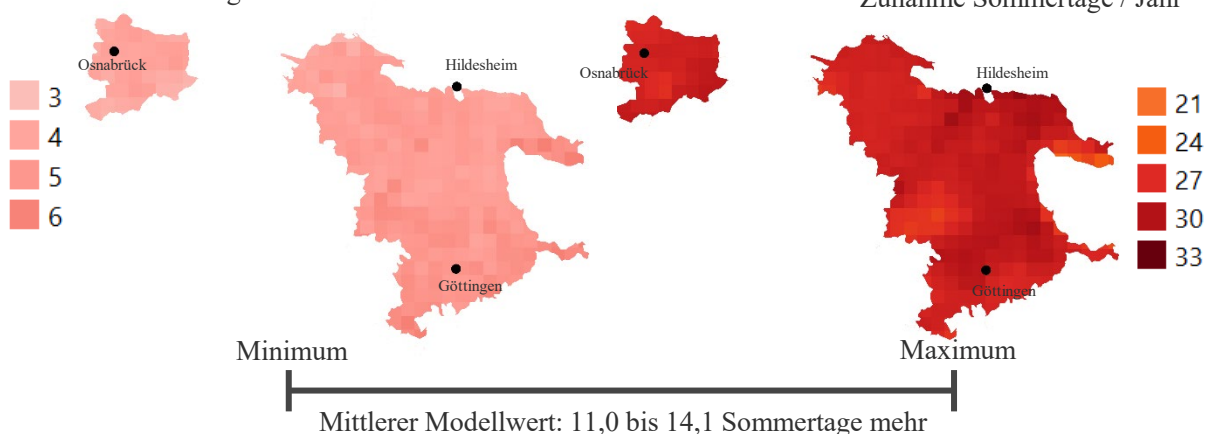 Zunahme Sommertage / Jahr
Osnabrück
3
4
5
6
Hildesheim
Göttingen
Minimum
Osnabrück
Hildesheim
Göttingen
Maximum
21
24
27
30
33
Mittlerer Modellwert: 11,0 bis 14,1 Sommertage mehr